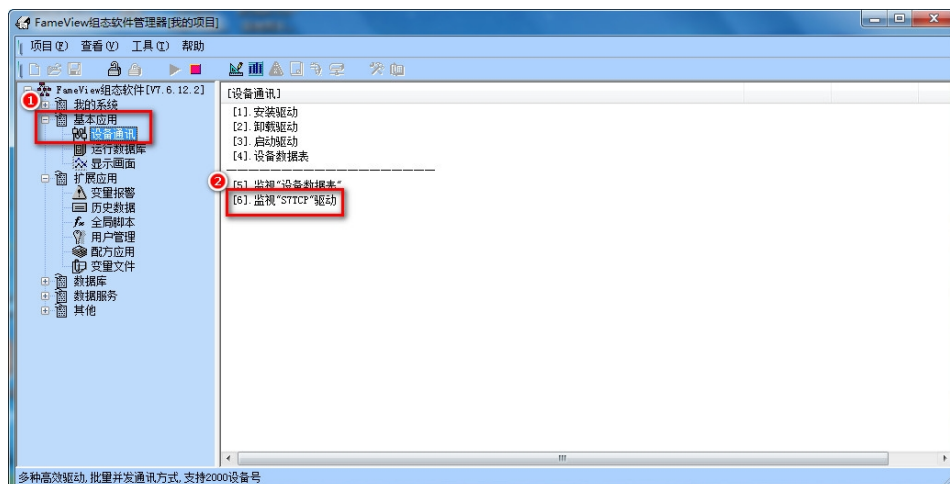 FameView组态软件管理器[我的项目]
项目(F) 查看(V) 工具(T) 帮助
FameView组态软件[V7.6.12.2]
1
我的系统
基本应用
设备通讯
运行数据库
显示画面
扩展应用
变量报警
历史数据
全局脚本
用户管理
配方应用
变量文件
数据库
数据服务
其他
[设备通讯]
[1].安装驱动
[2].卸载驱动
[3].启动驱动
[4].设备数据表
2
[5].监视"设备数据表"
[6].监视"S7TCP"驱动
多种高效驱动,批量并发通讯方式,支持2000设备号